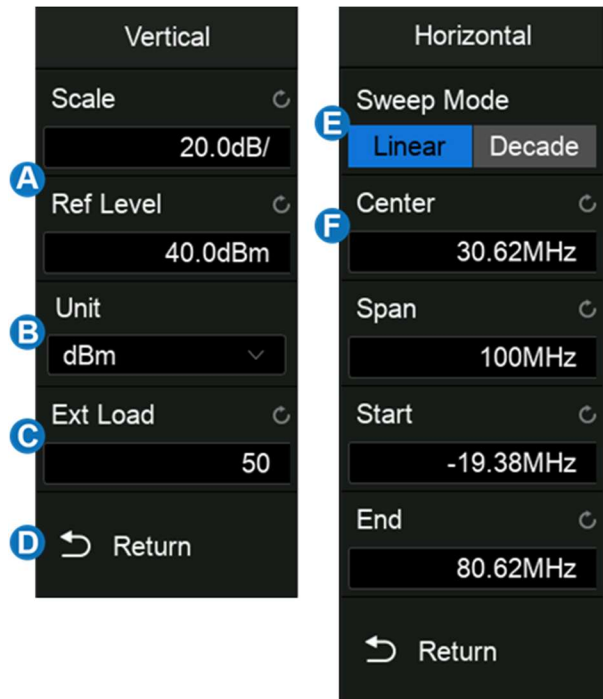 Vertical
Scale
20.0dB/
A
Ref Level
40.0dBm
Unit
B
dBm
Ext Load
C
50
D
Return
Horizontal
Sweep Mode
E
Linear Decade
Center
F
30.62MHz
Span
100MHz
Start
-19.38MHz
End
80.62MHz
Return